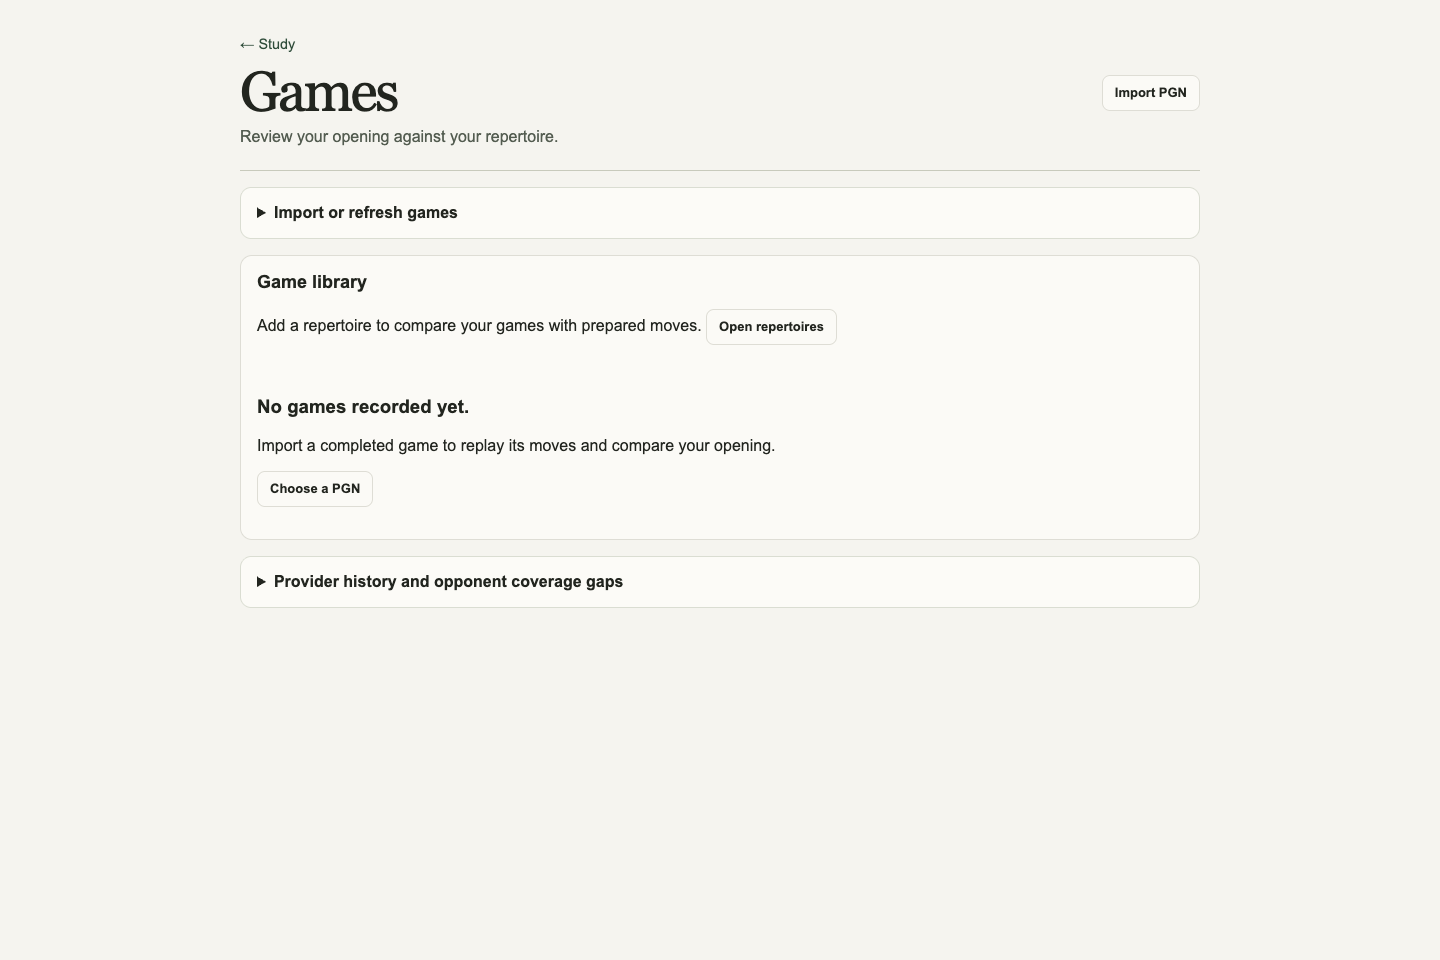 ← Study
Games
Import PGN
Review your opening against your repertoire.
Import or refresh games
Game library
Add a repertoire to compare your games with prepared moves. Open repertoires
No games recorded yet.
Import a completed game to replay its moves and compare your opening.
Choose a PGN
Provider history and opponent coverage gaps